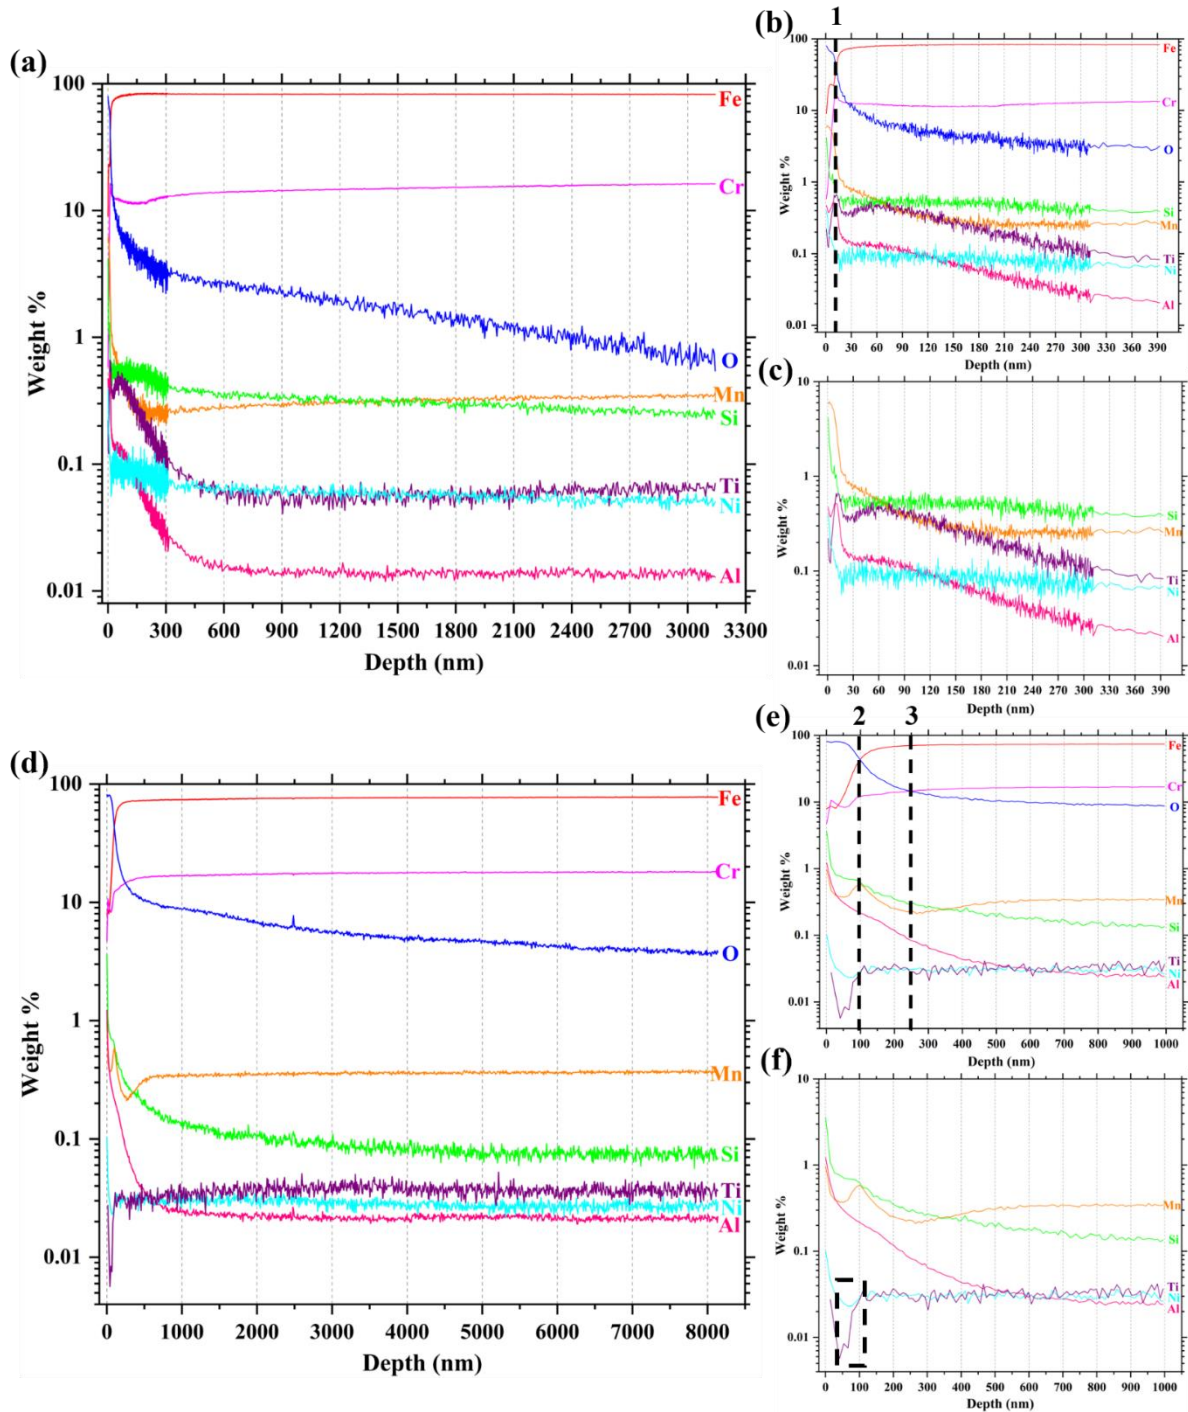 (a)
100
10
1
0.1
0.01
Weight %
Fe
Cr
O
Mn
Si
Ti
Ni
Al
0 300 600 900 1200 1500 1800 2100 2400 2700 3000 3300
Depth (nm)
(b)
1
100
10
1
0.1
0.01
Weight %
Fe
Cr
O
Si
Mn
Ti
Ni
Al
0 30 60 90 120 150 180 210 240 270 300 330 360 390
Depth (nm)
(c)
10
1
0.1
0.01
Weight %
Si
Mn
Ti
Ni
Al
0 30 60 90 120 150 180 210 240 270 300 330 360 390
Depth (nm)
(d)
100
10
1
0.1
0.01
Weight %
Fe
Cr
O
Mn
Si
Ti
Ni
Al
0 1000 2000 3000 4000 5000 6000 7000 8000
Depth (nm)
(e)
2 3
100
10
1
0.1
0.01
Weight %
Fe
Cr
O
Mn
Si
Ti
Ni
Al
0 100 200 300 400 500 600 700 800 900 1000
Depth (nm)
(f)
10
1
0.1
0.01
Weight %
Mn
Si
Ti
Ni
Al
0 100 200 300 400 500 600 700 800 900 1000
Depth (nm)